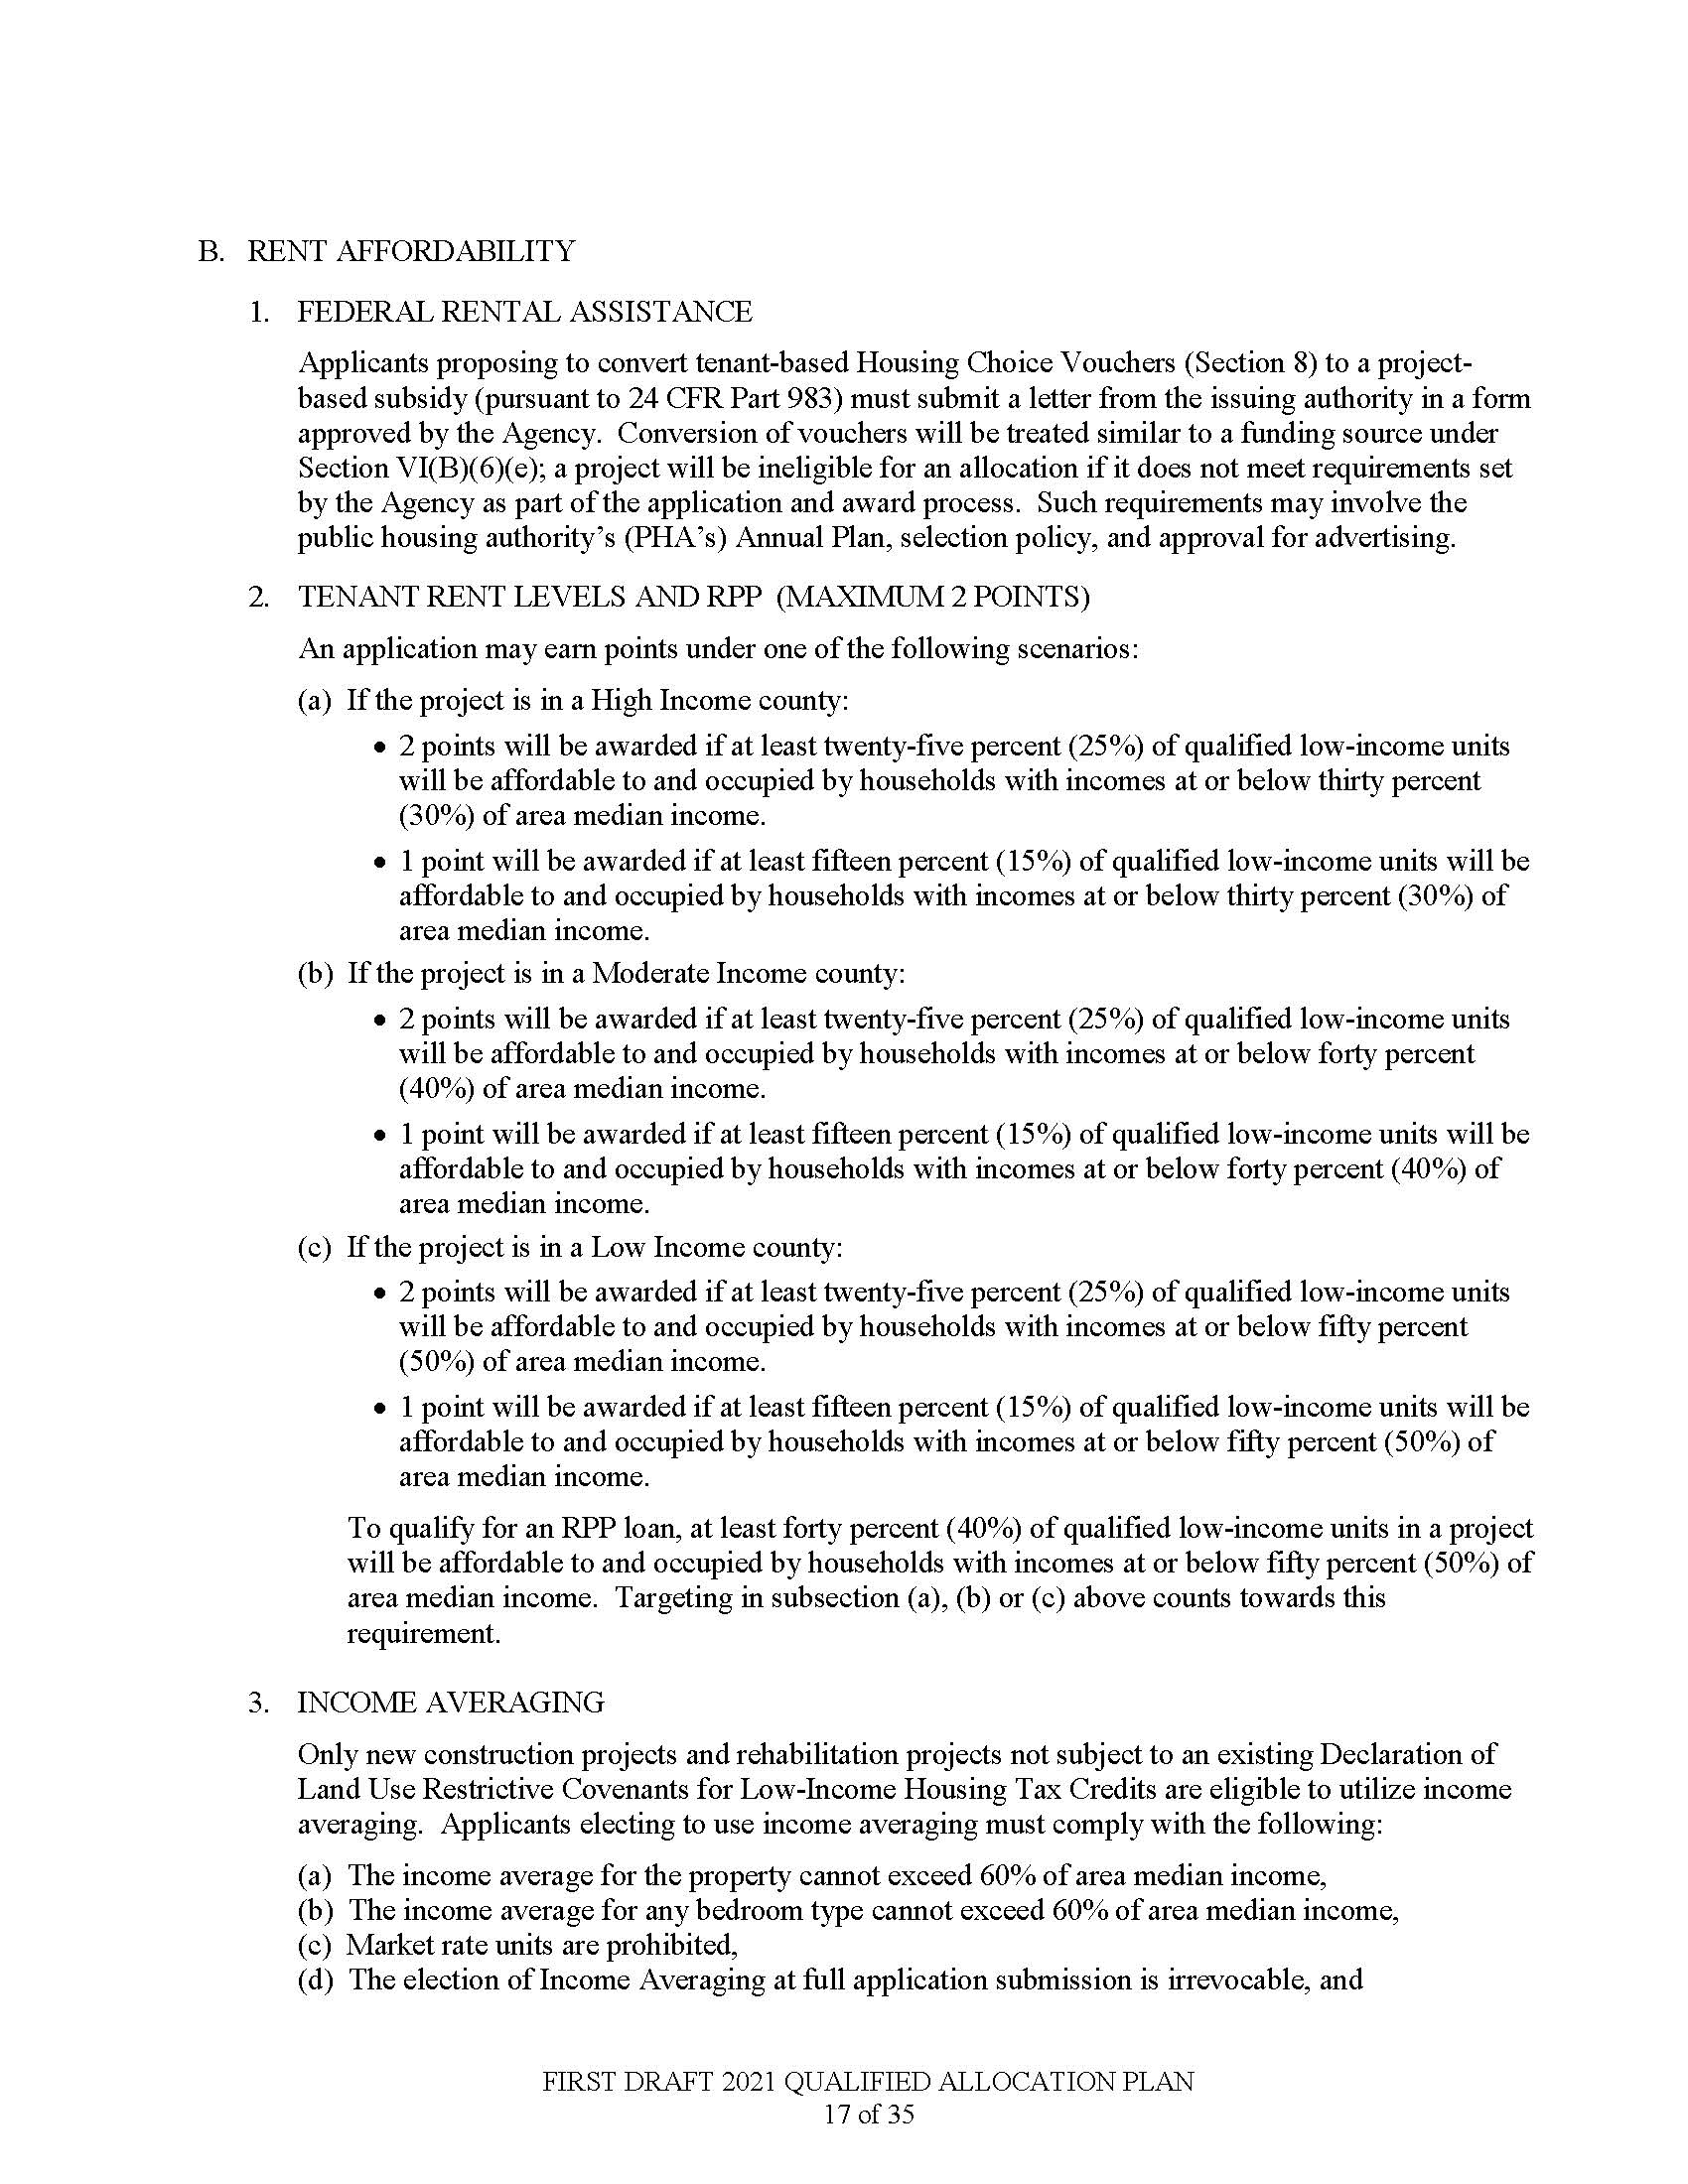 B. RENT AFFORDABILITY
1. FEDERAL RENTAL ASSISTANCE
Applicants proposing to convert tenant-based Housing Choice Vouchers (Section 8) to a project-
based subsidy (pursuant to 24 CFR Part 983) must submit a letter from the issuing authority in a form
approved by the Agency.  Conversion of vouchers will be treated similar to a funding source under
Section VI(B)(6)(e); a project will be ineligible for an allocation if it does not meet requirements set
by the Agency as part of the application and award process.  Such requirements may involve the
public housing authority’s (PHA’s) Annual Plan, selection policy, and approval for advertising.
2. TENANT RENT LEVELS AND RPP  (MAXIMUM 2 POINTS)
An application may earn points under one of the following scenarios:
(a) If the project is in a High Income county:
• 2 points will be awarded if at least twenty-five percent (25%) of qualified low-income units
will be affordable to and occupied by households with incomes at or below thirty percent
(30%) of area median income.
• 1 point will be awarded if at least fifteen percent (15%) of qualified low-income units will be
affordable to and occupied by households with incomes at or below thirty percent (30%) of
area median income.
(b) If the project is in a Moderate Income county:
• 2 points will be awarded if at least twenty-five percent (25%) of qualified low-income units
will be affordable to and occupied by households with incomes at or below forty percent
(40%) of area median income.
• 1 point will be awarded if at least fifteen percent (15%) of qualified low-income units will be
affordable to and occupied by households with incomes at or below forty percent (40%) of
area median income.
(c) If the project is in a Low Income county:
• 2 points will be awarded if at least twenty-five percent (25%) of qualified low-income units
will be affordable to and occupied by households with incomes at or below fifty percent
(50%) of area median income.
• 1 point will be awarded if at least fifteen percent (15%) of qualified low-income units will be
affordable to and occupied by households with incomes at or below fifty percent (50%) of
area median income.
To qualify for an RPP loan, at least forty percent (40%) of qualified low-income units in a project
will be affordable to and occupied by households with incomes at or below fifty percent (50%) of
area median income.  Targeting in subsection (a), (b) or (c) above counts towards this
requirement.
3. INCOME AVERAGING
Only new construction projects and rehabilitation projects not subject to an existing Declaration of
Land Use Restrictive Covenants for Low-Income Housing Tax Credits are eligible to utilize income
averaging.  Applicants electing to use income averaging must comply with the following:
(a) The income average for the property cannot exceed 60% of area median income,
(b) The income average for any bedroom type cannot exceed 60% of area median income,
(c) Market rate units are prohibited,
(d) The election of Income Averaging at full application submission is irrevocable, and
FIRST DRAFT 2021 QUALIFIED ALLOCATION PLAN
17 of 35